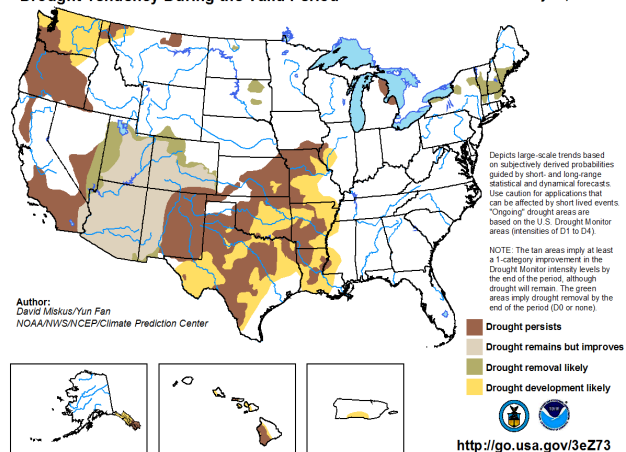 Drought Tendency During the Valid Period
Depicts large-scale trends based
on subjectively derived probabilities
guided by short- and long-range
statistical and dynamical forecasts.
Use caution for applications that
can be affected by short lived events.
"Ongoing" drought areas are
based on the U.S. Drought Monitor
areas (intensities of D1 to D4).
NOTE: The tan areas imply at least
a 1-category improvement in the
Drought Monitor intensity levels by
the end of the period, although
drought will remain. The green
areas imply drought removal by the
end of the period (D0 or none).
Author:
David Miskus/Yun Fan
NOAA/NWS/NCEP/Climate Prediction Center
Drought persists
Drought remains but improves
Drought removal likely
Drought development likely
http://go.usa.gov/3eZ73